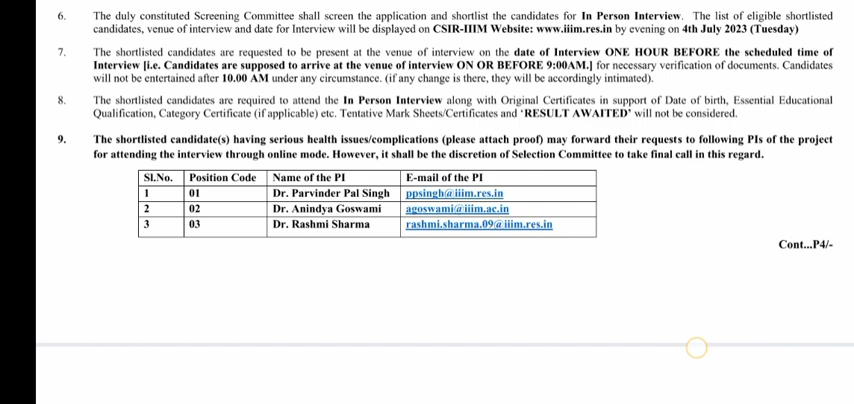 6. The duly constituted Screening Committee shall screen the application and shortlist the candidates for In Person Interview. The list of eligible shortlisted
candidates, venue of interview and date for Interview will be displayed on CSIR-IIIM Website: www.iiim.res.in by evening on 4th July 2023 (Tuesday)
7. The shortlisted candidates are requested to be present at the venue of interview on the date of Interview ONE HOUR BEFORE the scheduled time of
Interview [i.e. Candidates are supposed to arrive at the venue of interview ON OR BEFORE 9:00AM.] for necessary verification of documents. Candidates
will not be entertained after 10.00 AM under any circumstance. (if any change is there, they will be accordingly intimated).
8. The shortlisted candidates are required to attend the In Person Interview along with Original Certificates in support of Date of birth, Essential Educational
Qualification, Category Certificate (if applicable) etc. Tentative Mark Sheets/Certificates and ‘RESULT AWAITED’ will not be considered.
9. The shortlisted candidate(s) having serious health issues/complications (please attach proof) may forward their requests to following PIs of the project
for attending the interview through online mode. However, it shall be the discretion of Selection Committee to take final call in this regard.
Sl.No. Position Code Name of the PI E-mail of the PI
1 01 Dr. Parvinder Pal Singh ppsingh@iiim.res.in
2 02 Dr. Anindya Goswami agoswami@iiim.ac.in
3 03 Dr. Rashmi Sharma rashmi.sharma.09@iiim.res.in
Cont...P4/-